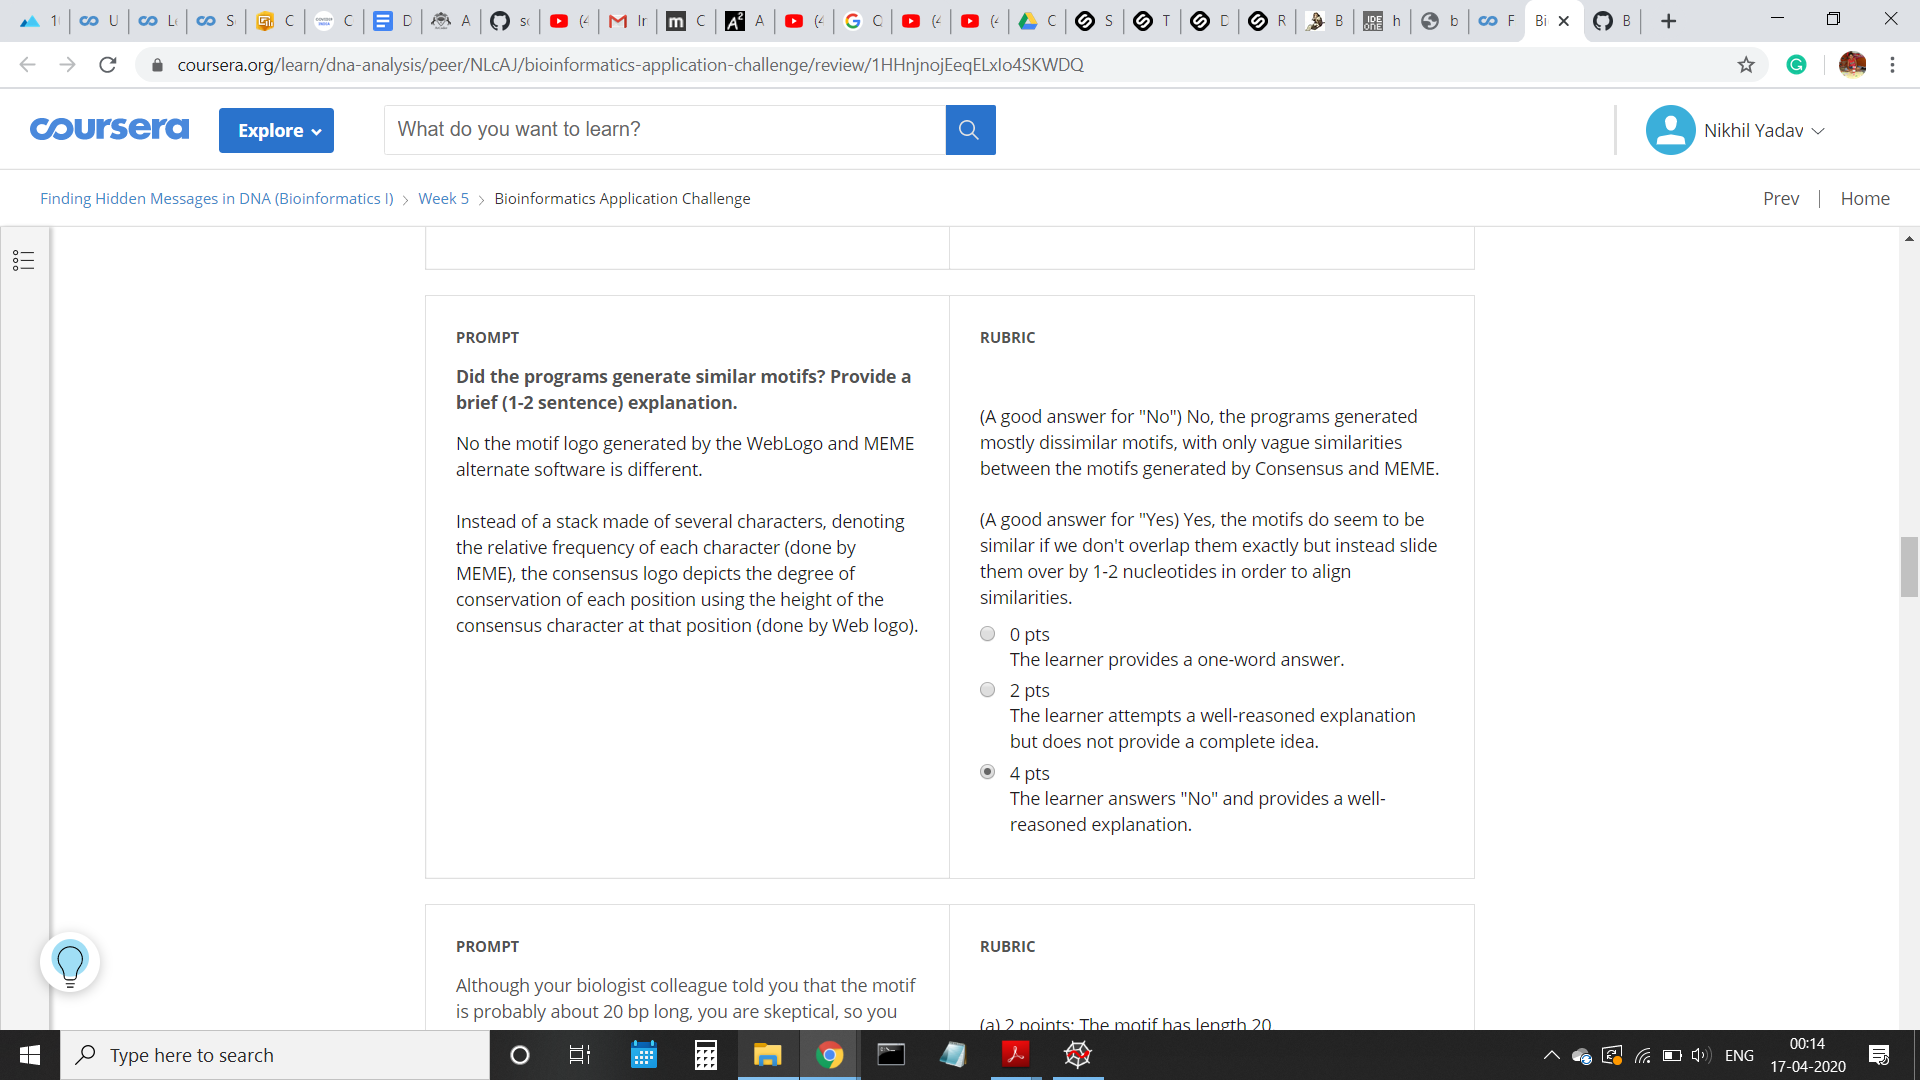 coursera.org/learn/dna-analysis/peer/NLcAJ/bioinformatics-application-challenge/review/1HHnjnojEeqELxIo4SKWDQ
coursera
Explore
What do you want to learn?
Nikhil Yadav
Finding Hidden Messages in DNA (Bioinformatics I) > Week 5 > Bioinformatics Application Challenge
Prev | Home
PROMPT
Did the programs generate similar motifs? Provide a
brief (1-2 sentence) explanation.
No the motif logo generated by the WebLogo and MEME
alternate software is different.
Instead of a stack made of several characters, denoting
the relative frequency of each character (done by
MEME), the consensus logo depicts the degree of
conservation of each position using the height of the
consensus character at that position (done by Web logo).
RUBRIC
(A good answer for "No") No, the programs generated
mostly dissimilar motifs, with only vague similarities
between the motifs generated by Consensus and MEME.
(A good answer for "Yes) Yes, the motifs do seem to be
similar if we don't overlap them exactly but instead slide
them over by 1-2 nucleotides in order to align
similarities.
0 pts
The learner provides a one-word answer.
2 pts
The learner attempts a well-reasoned explanation
but does not provide a complete idea.
4 pts
The learner answers "No" and provides a well-
reasoned explanation.
PROMPT
Although your biologist colleague told you that the motif
is probably about 20 bp long, you are skeptical, so you
RUBRIC
(a) 2 points: The motif has length 20
Type here to search
ENG
00:14
17-04-2020